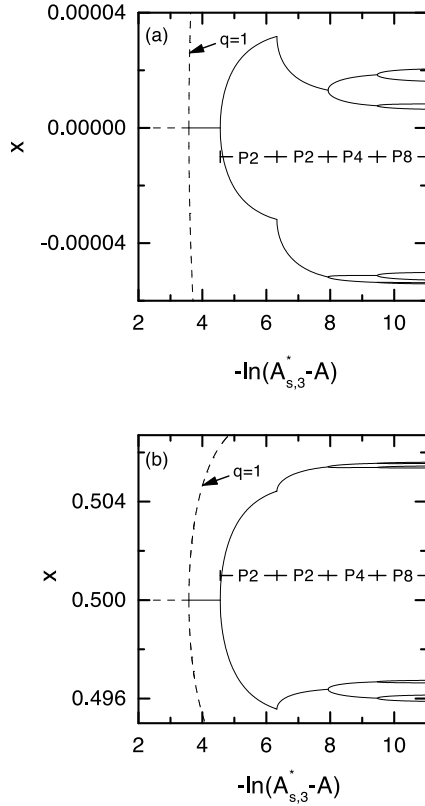 (a)
q=1
0.00004
0.00000
-0.00004
x
P2 P2 P4 P8
2 4 6 8 10
-ln(A*s,3-A)
(b)
q=1
0.504
0.500
0.496
x
P2 P2 P4 P8
2 4 6 8 10
-ln(A*s,3-A)